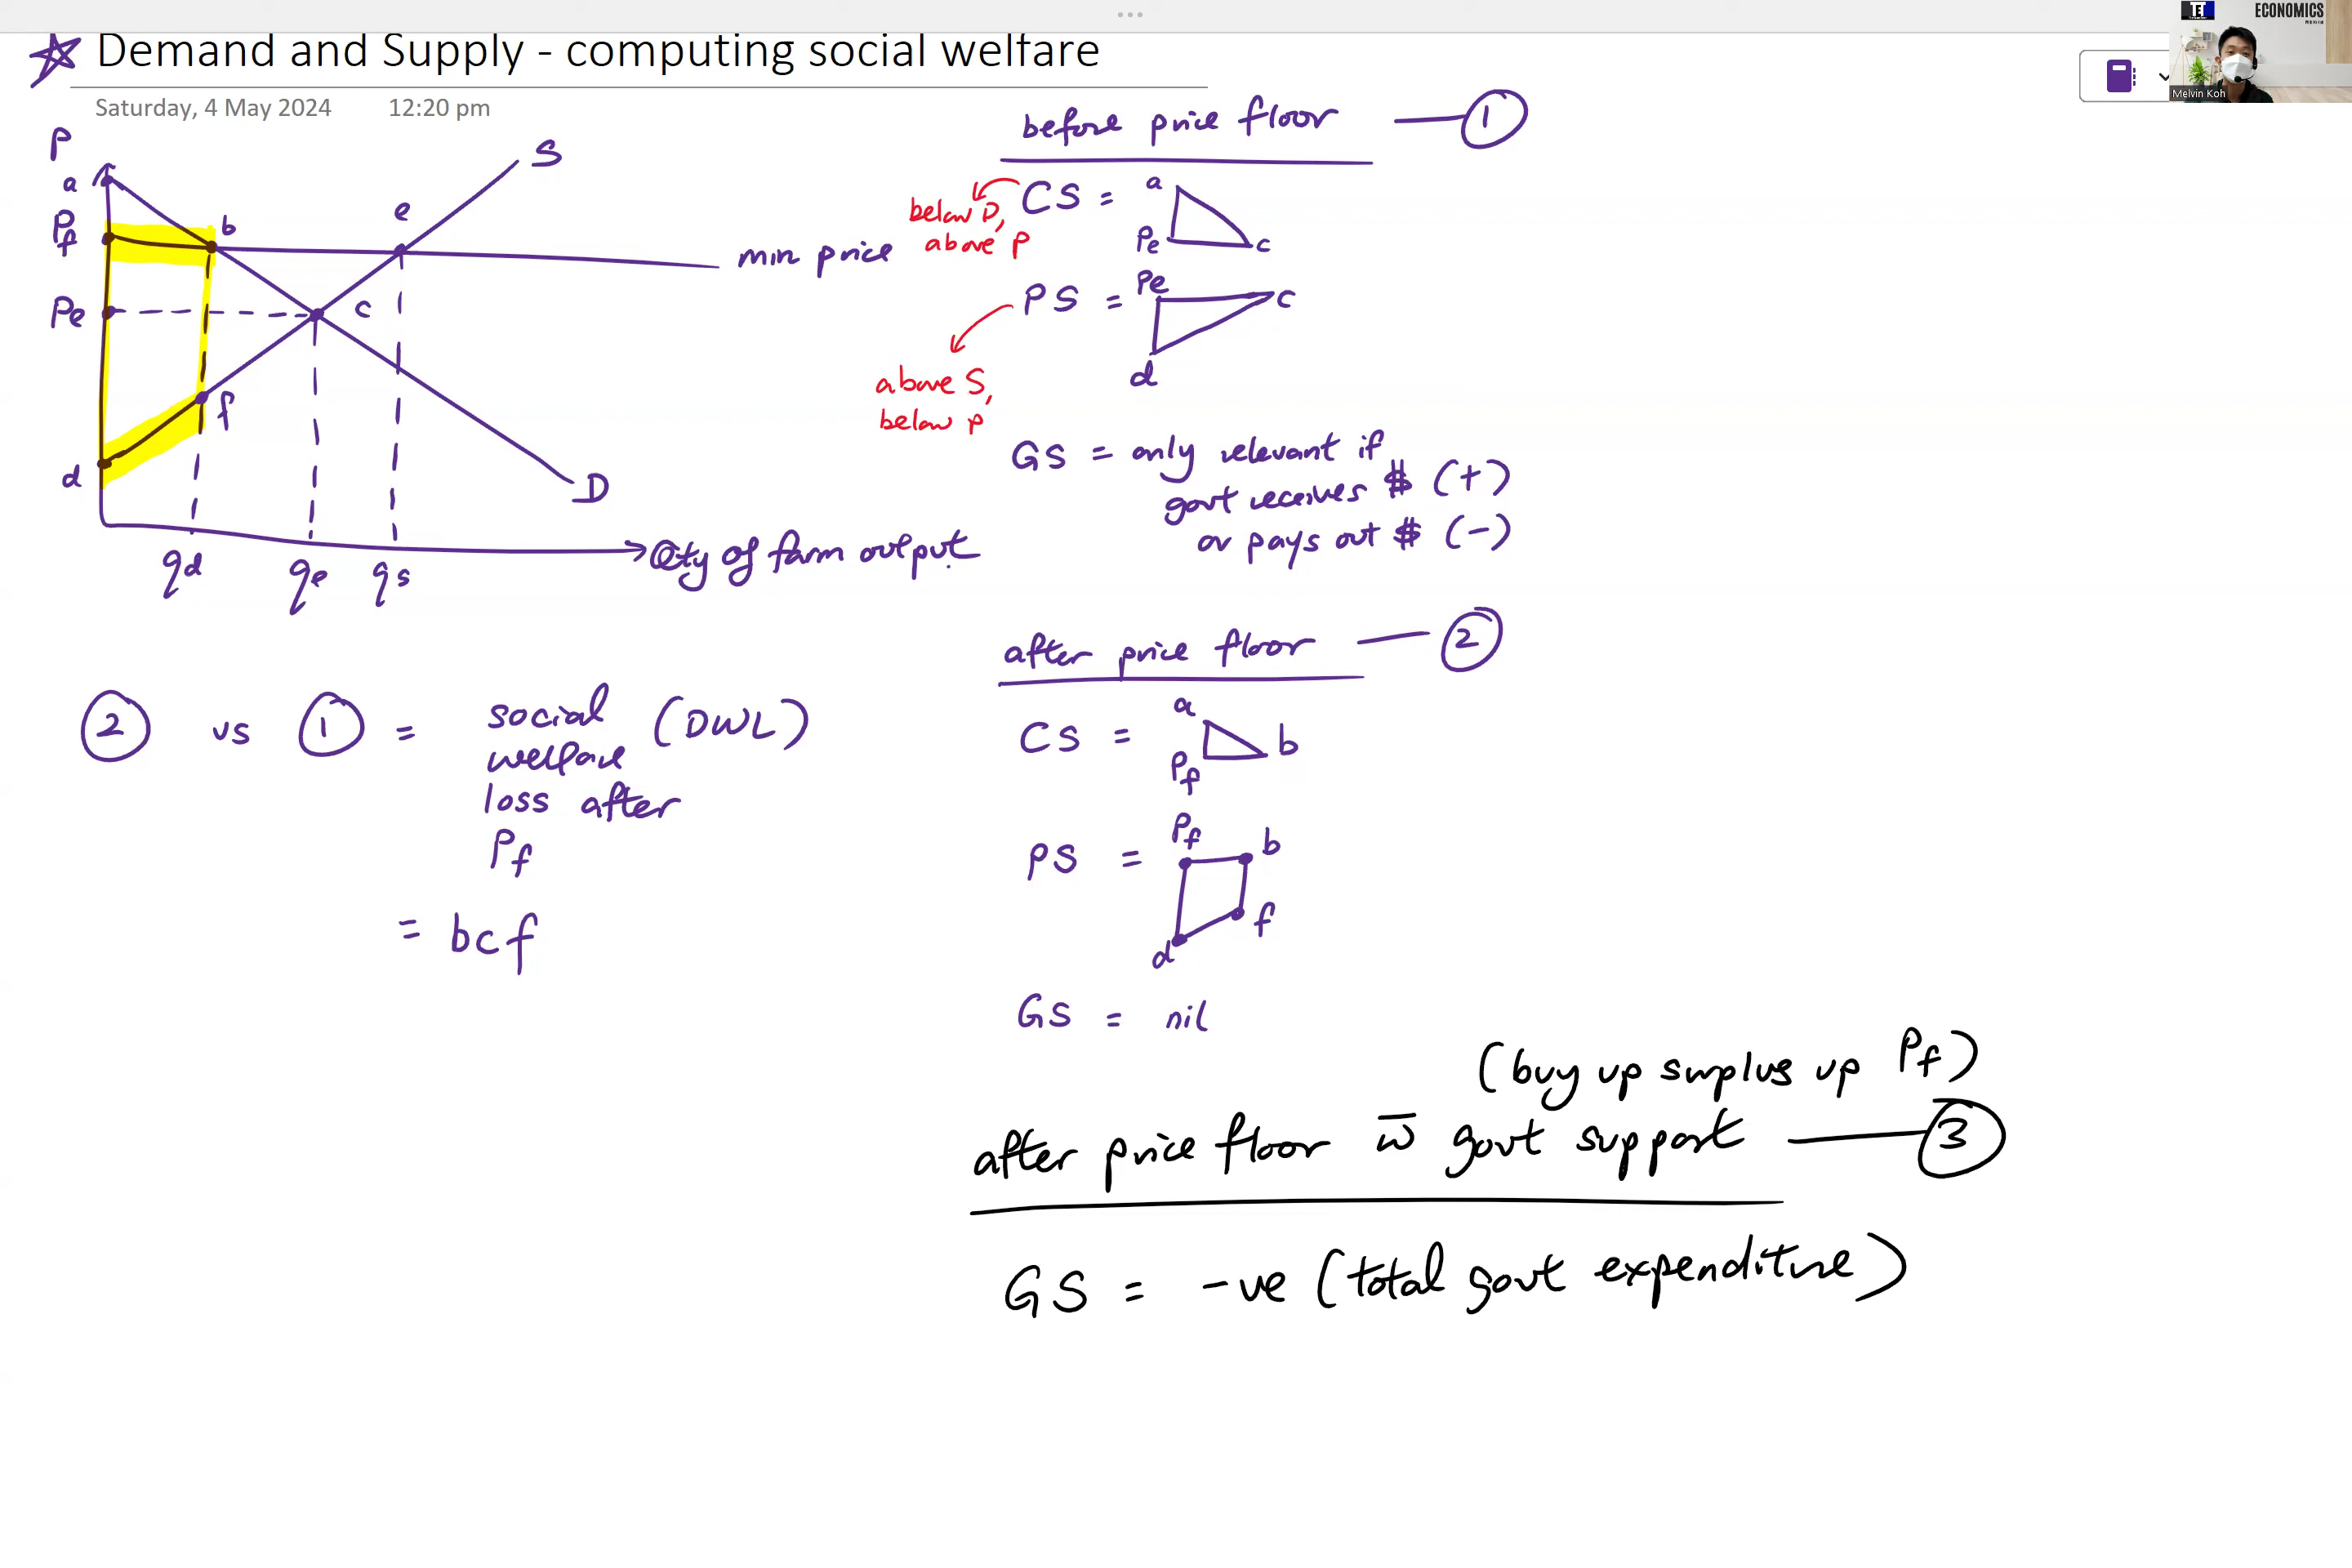 Demand and Supply - computing social welfare
Saturday, 4 May 2024 12:20 pm
ECONOMICS
Melvin Koh
P
a
Pf
Pe
d
b
e
c
f
S
D
min price
qd qe qs
Qty of farm output
before price floor — 1
CS =
a
Pe
c
below D,
above P
PS =
Pe
c
d
above S,
below P
GS = only relevant if
govt receives $ (+)
or pays out $ (-)
after price floor — 2
CS =
a
Pf
b
PS =
Pf
b
f
d
GS = nil
2 vs 1 = social (DWL)
welfare
loss after
Pf
= bcf
(buy up surplus up Pf)
after price floor w̄ govt support — 3
GS = -ve (total govt expenditure)